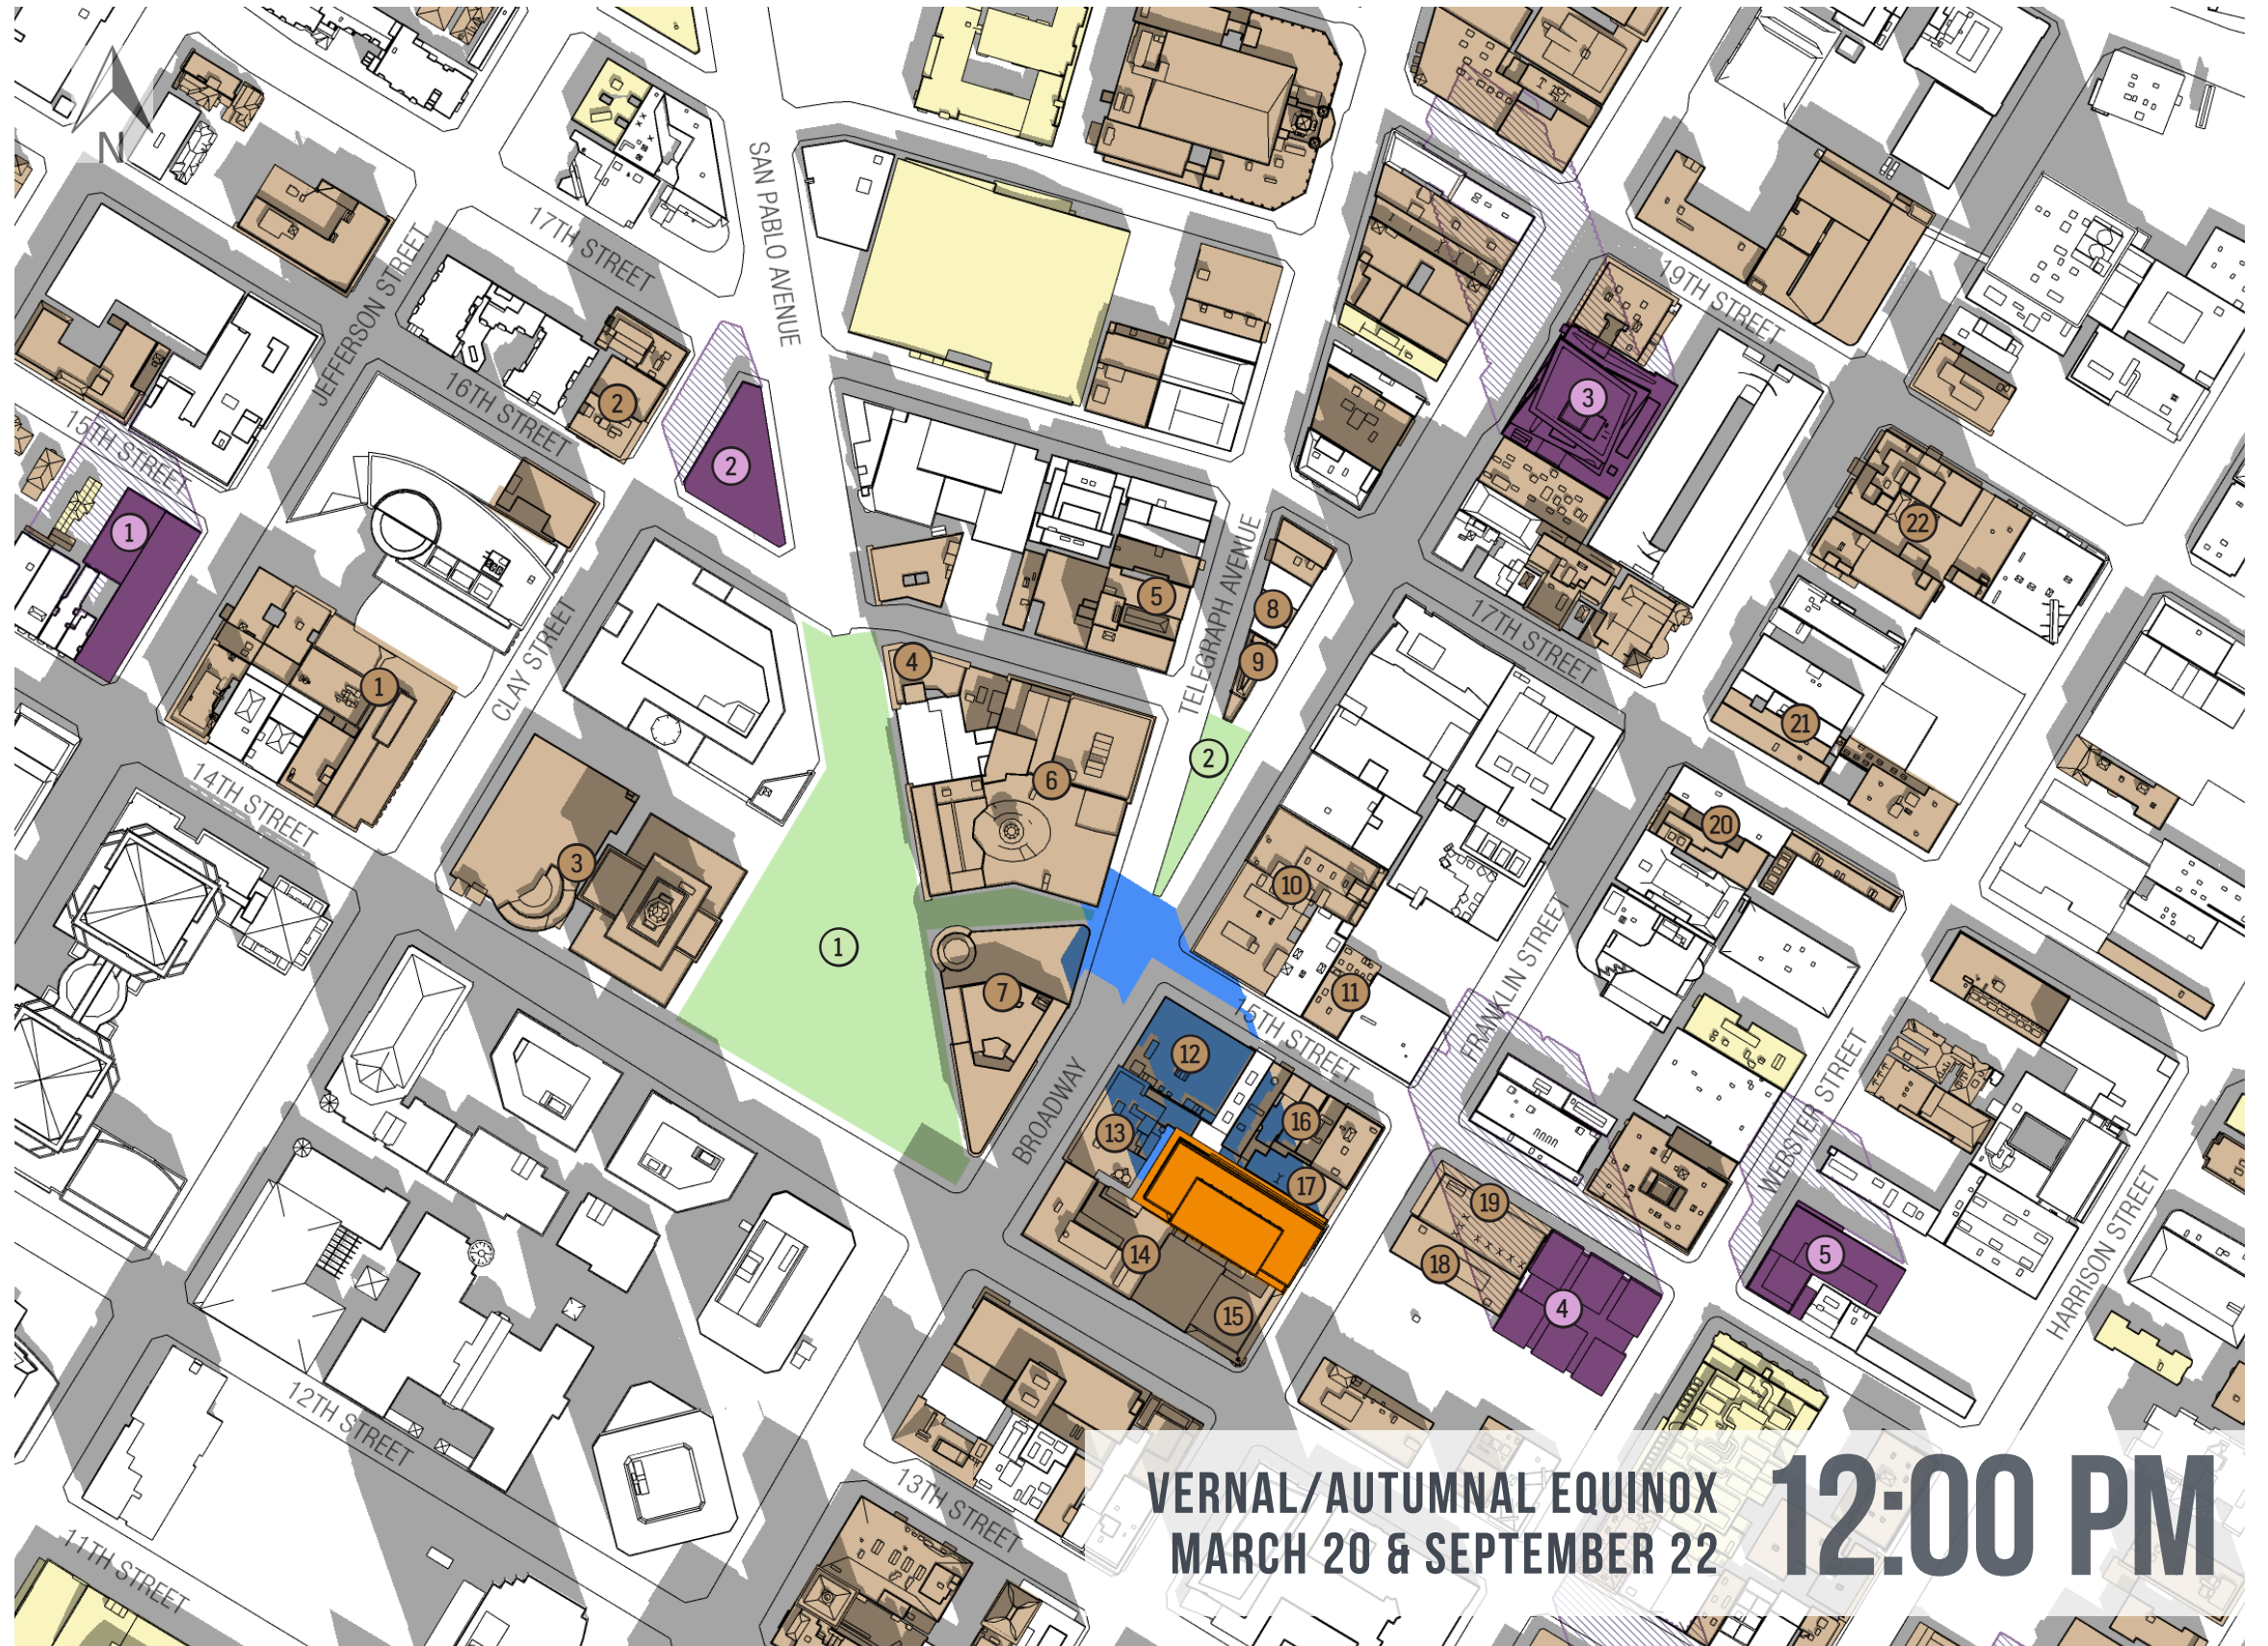 N
SAN PABLO AVENUE
17TH STREET
JEFFERSON STREET
19TH STREET
16TH STREET
2
3
15TH STREET
2
1
22
5
TELEGRAPH AVENUE
8
17TH STREET
4
9
1
CLAY STREET
21
2
6
14TH STREET
20
3
10
1
7
11
FRANKLIN STREET
15TH STREET
12
BROADWAY
13
16
WEBSTER STREET
17
19
14
18
5
15
4
HARRISON STREET
12TH STREET
13TH STREET
11TH STREET
VERNAL/AUTUMNAL EQUINOX
MARCH 20 & SEPTEMBER 22
12:00 PM